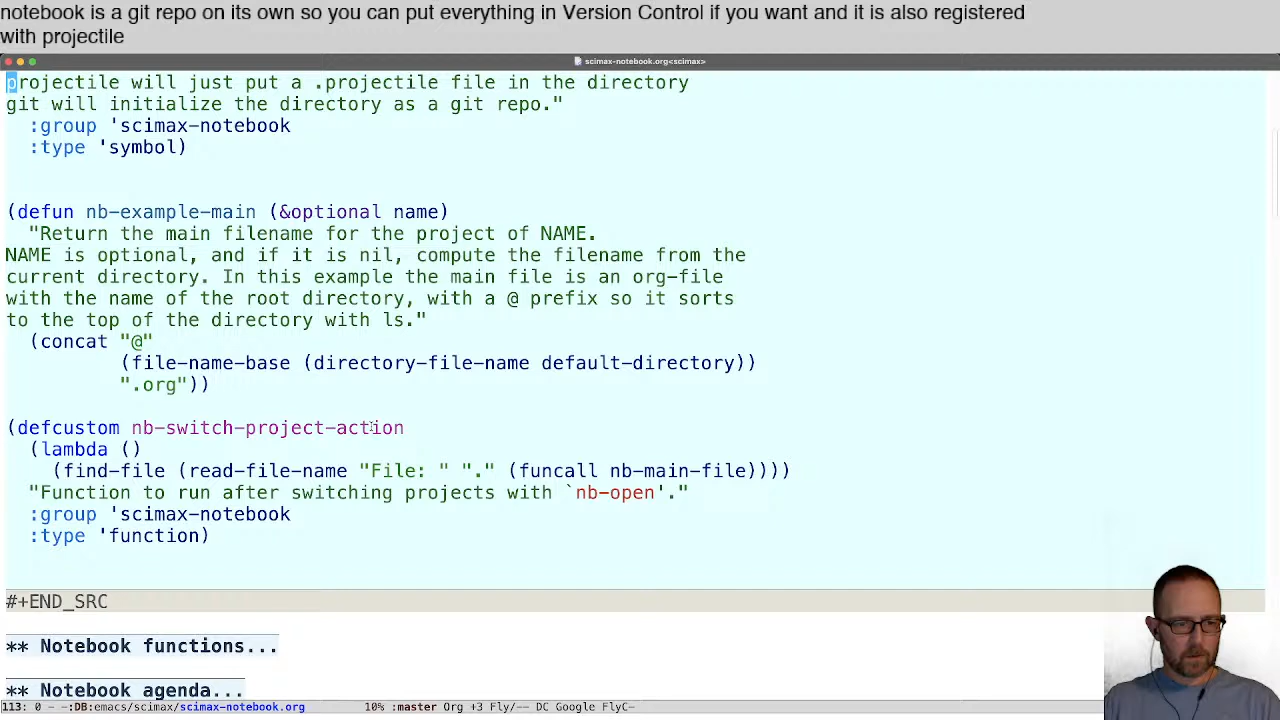 notebook is a git repo on its own so you can put everything in Version Control if you want and it is also registered
with projectile
scimax-notebook.org<scimax>
projectile will just put a .projectile file in the directory
git will initialize the directory as a git repo."
:group 'scimax-notebook
:type 'symbol)
(defun nb-example-main (&optional name)
"Return the main filename for the project of NAME.
NAME is optional, and if it is nil, compute the filename from the
current directory. In this example the main file is an org-file
with the name of the root directory, with a @ prefix so it sorts
to the top of the directory with ls."
(concat "@"
(file-name-base (directory-file-name default-directory))
".org"))
(defcustom nb-switch-project-action
(lambda ()
(find-file (read-file-name "File: " "." (funcall nb-main-file))))
"Function to run after switching projects with `nb-open'."
:group 'scimax-notebook
:type 'function)
#+END_SRC
** Notebook functions...
** Notebook agenda...
113: 0 - -:DB:emacs/scimax/scimax-notebook.org 10% :master Org +3 Fly/-- DC Google FlyC-